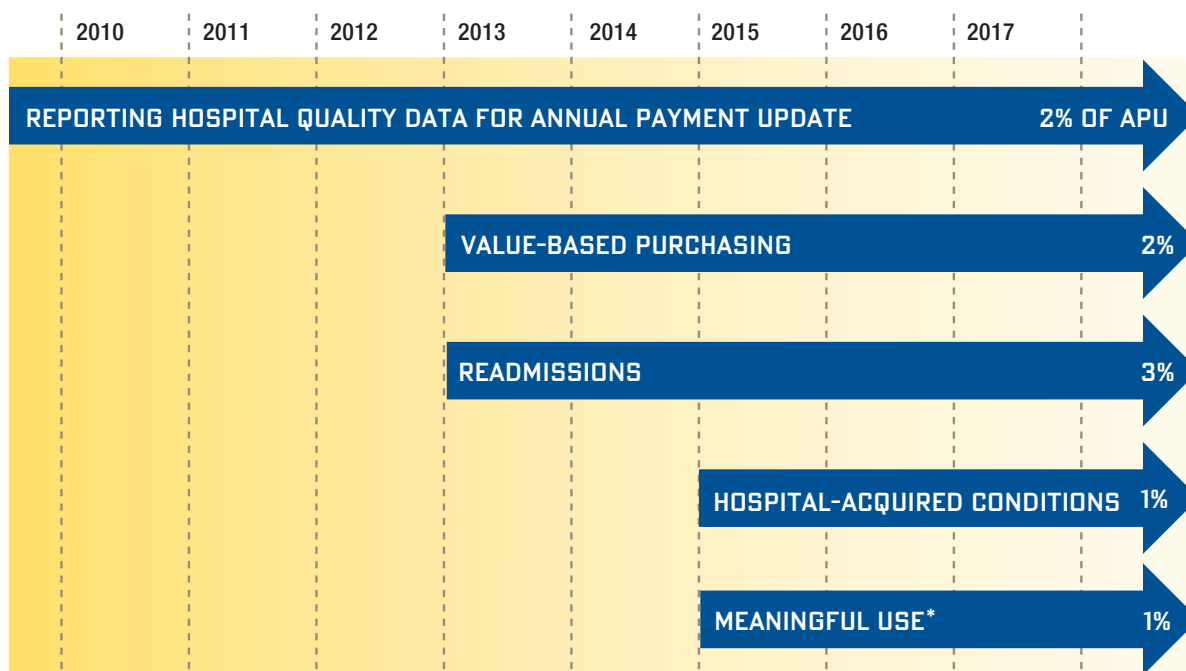 2010 2011 2012 2013 2014 2015 2016 2017
REPORTING HOSPITAL QUALITY DATA FOR ANNUAL PAYMENT UPDATE 2% OF APU
VALUE-BASED PURCHASING 2%
READMISSIONS 3%
HOSPITAL-ACQUIRED CONDITIONS 1%
MEANINGFUL USE* 1%